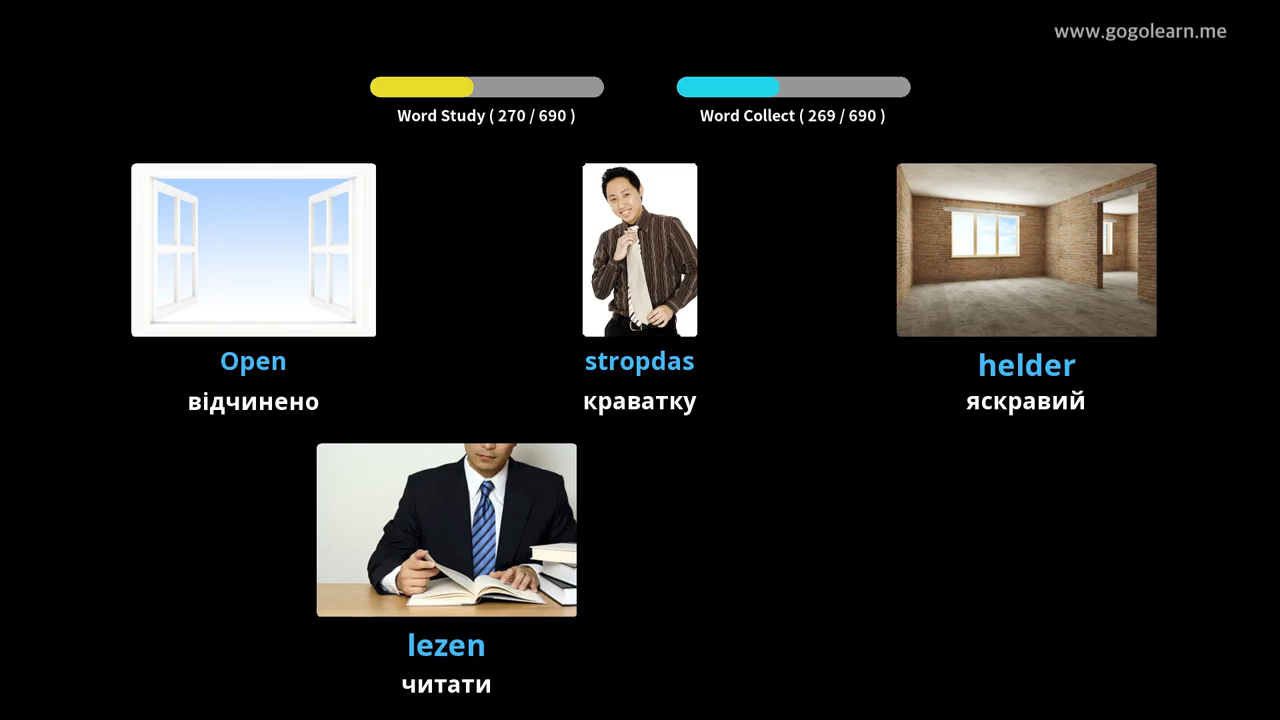 www.gogolearn.me
Word Study ( 270 / 690 )
Word Collect ( 269 / 690 )
Open
stropdas
helder
відчинено
краватку
яскравий
lezen
читати